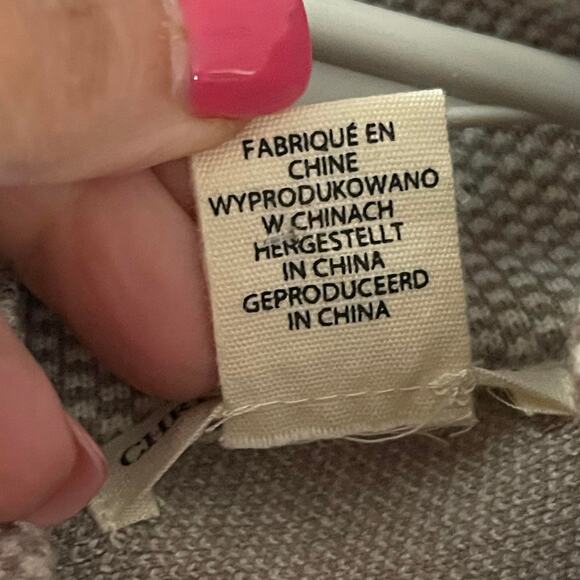 FABRIQUÉ EN
CHINE
WYPRODUKOWANO
W CHINACH
HERGESTELLT
IN CHINA
GEPRODUCEERD
IN CHINA